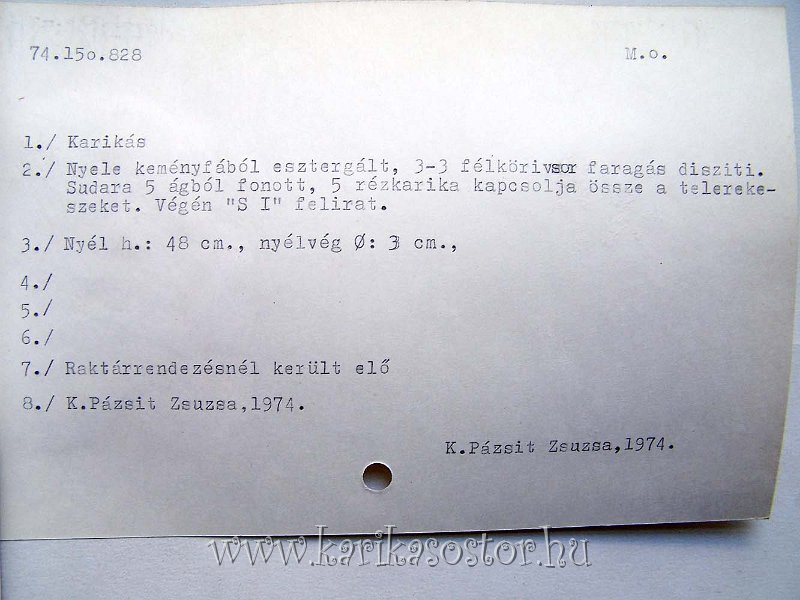 74.15o.828 M.o.
1./ Karikás
2./ Nyele keményfából esztergált, 3-3 félkörivsor faragás disziti.
Sudara 5 ágból fonott, 5 rézkarika kapcsolja össze a telereke-
szeket. Végén "S I" felirat.
3./ Nyél h.: 48 cm., nyélvég Ø: 3 cm.,
4./
5./
6./
7./ Raktárrendezésnél került elő
8./ K.Pázsit Zsuzsa,1974.
K.Pázsit Zsuzsa,1974.
www.karikasostor.hu